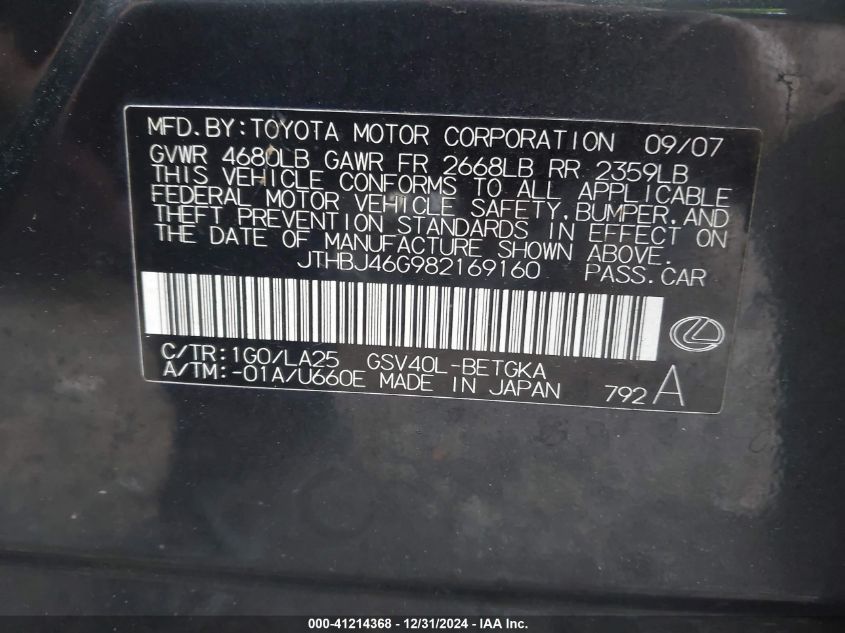 MFD.BY:TOYOTA MOTOR CORPORATION 09/07
GVWR 4680LB GAWR FR 2668LB RR 2359LB
THIS VEHICLE CONFORMS TO ALL APPLICABLE
FEDERAL MOTOR VEHICLE SAFETY,BUMPER,AND
THEFT PREVENTION STANDARDS IN EFFECT ON
THE DATE OF MANUFACTURE SHOWN ABOVE.
JTHBJ46G982169160 PASS.CAR
C/TR:1G0/LA25 GSV40L-BETGKA
A/TM:-01A/U660E MADE IN JAPAN 792A
000-41214368 - 12/31/2024 - IAA Inc.